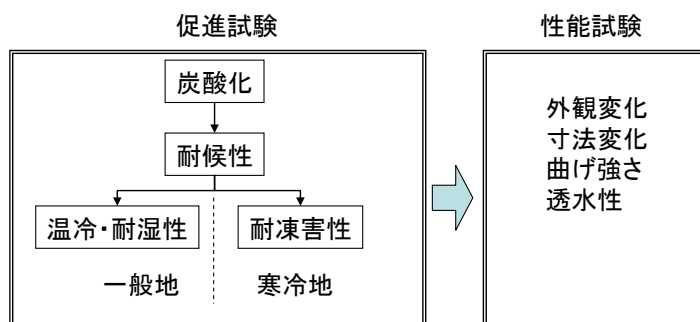 促進試験
炭酸化
耐候性
温冷・耐湿性
耐凍害性
一般地
寒冷地
性能試験
外観変化
寸法変化
曲げ強さ
透水性